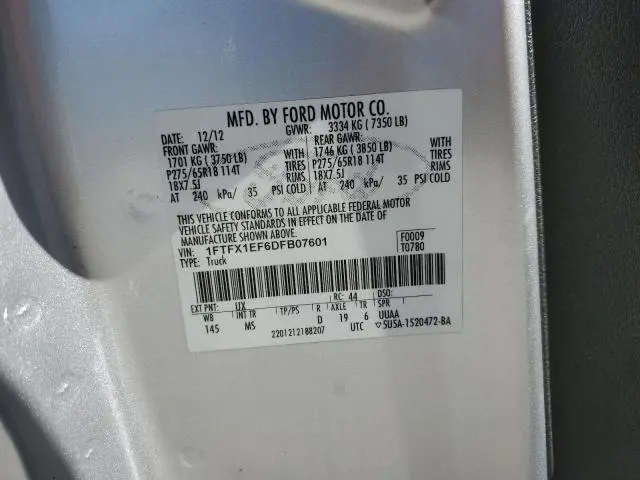 MFD. BY FORD MOTOR CO.
DATE: 12/12 GVWR: 3334 KG ( 7350 LB)
FRONT GAWR: REAR GAWR:
1701 KG ( 3750 LB) WITH 1746 KG ( 3850 LB) WITH
P275/65R18 114T TIRES P275/65R18 114T TIRES
18X7.5J RIMS 18X7.5J RIMS
AT 240 kPa/ 35 PSI COLD AT 240 kPa/ 35 PSI COLD
THIS VEHICLE CONFORMS TO ALL APPLICABLE FEDERAL MOTOR
VEHICLE SAFETY STANDARDS IN EFFECT ON THE DATE OF
MANUFACTURE SHOWN ABOVE.
VIN: 1FTFX1EF6DFB07601 F0009
TYPE: Truck T0780
EXT PNT: UX RC: 44 DSO:
WB INT TR TP/PS R AXLE TR SPR
145 MS D 19 6 UUAA
2201212188207 UTC ▽5U5A-1520472-BA